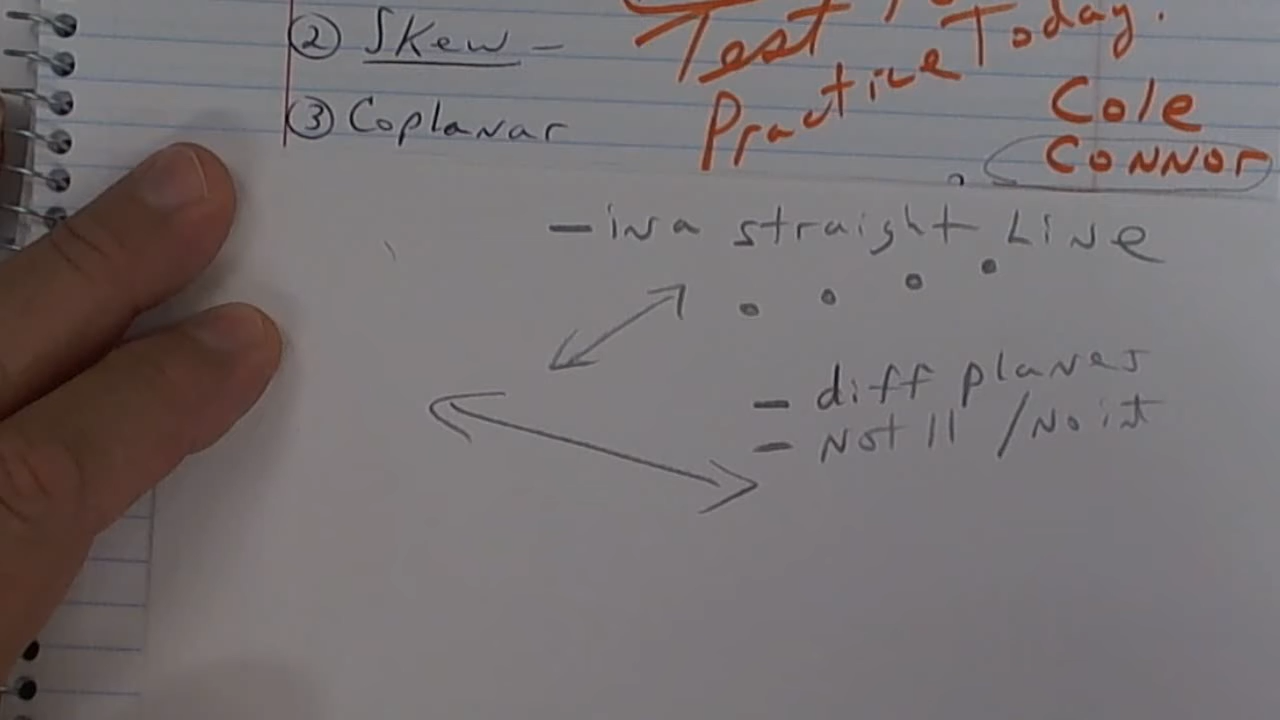 ② Skew -
③ Coplanar
Test
Practice Today.
Cole
CONNOr
- in a straight Line
- diff planes
- Not || / No int